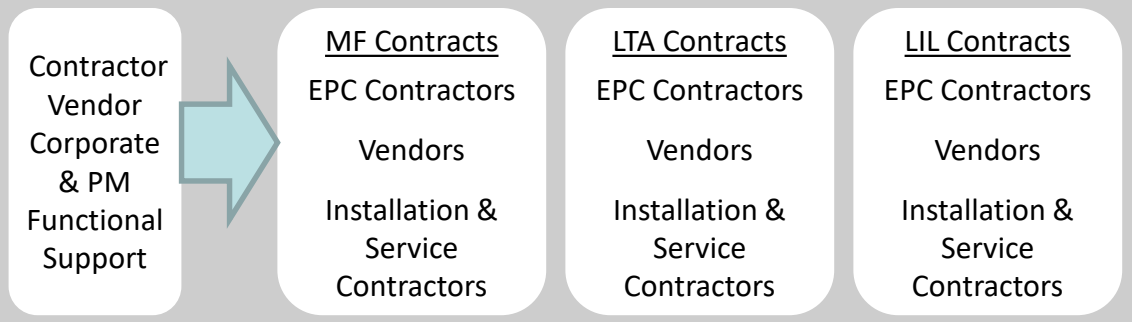 Contractor
Vendor
Corporate
& PM
Functional
Support
MF Contracts
EPC Contractors
Vendors
Installation &
Service
Contractors
LTA Contracts
EPC Contractors
Vendors
Installation &
Service
Contractors
LIL Contracts
EPC Contractors
Vendors
Installation &
Service
Contractors